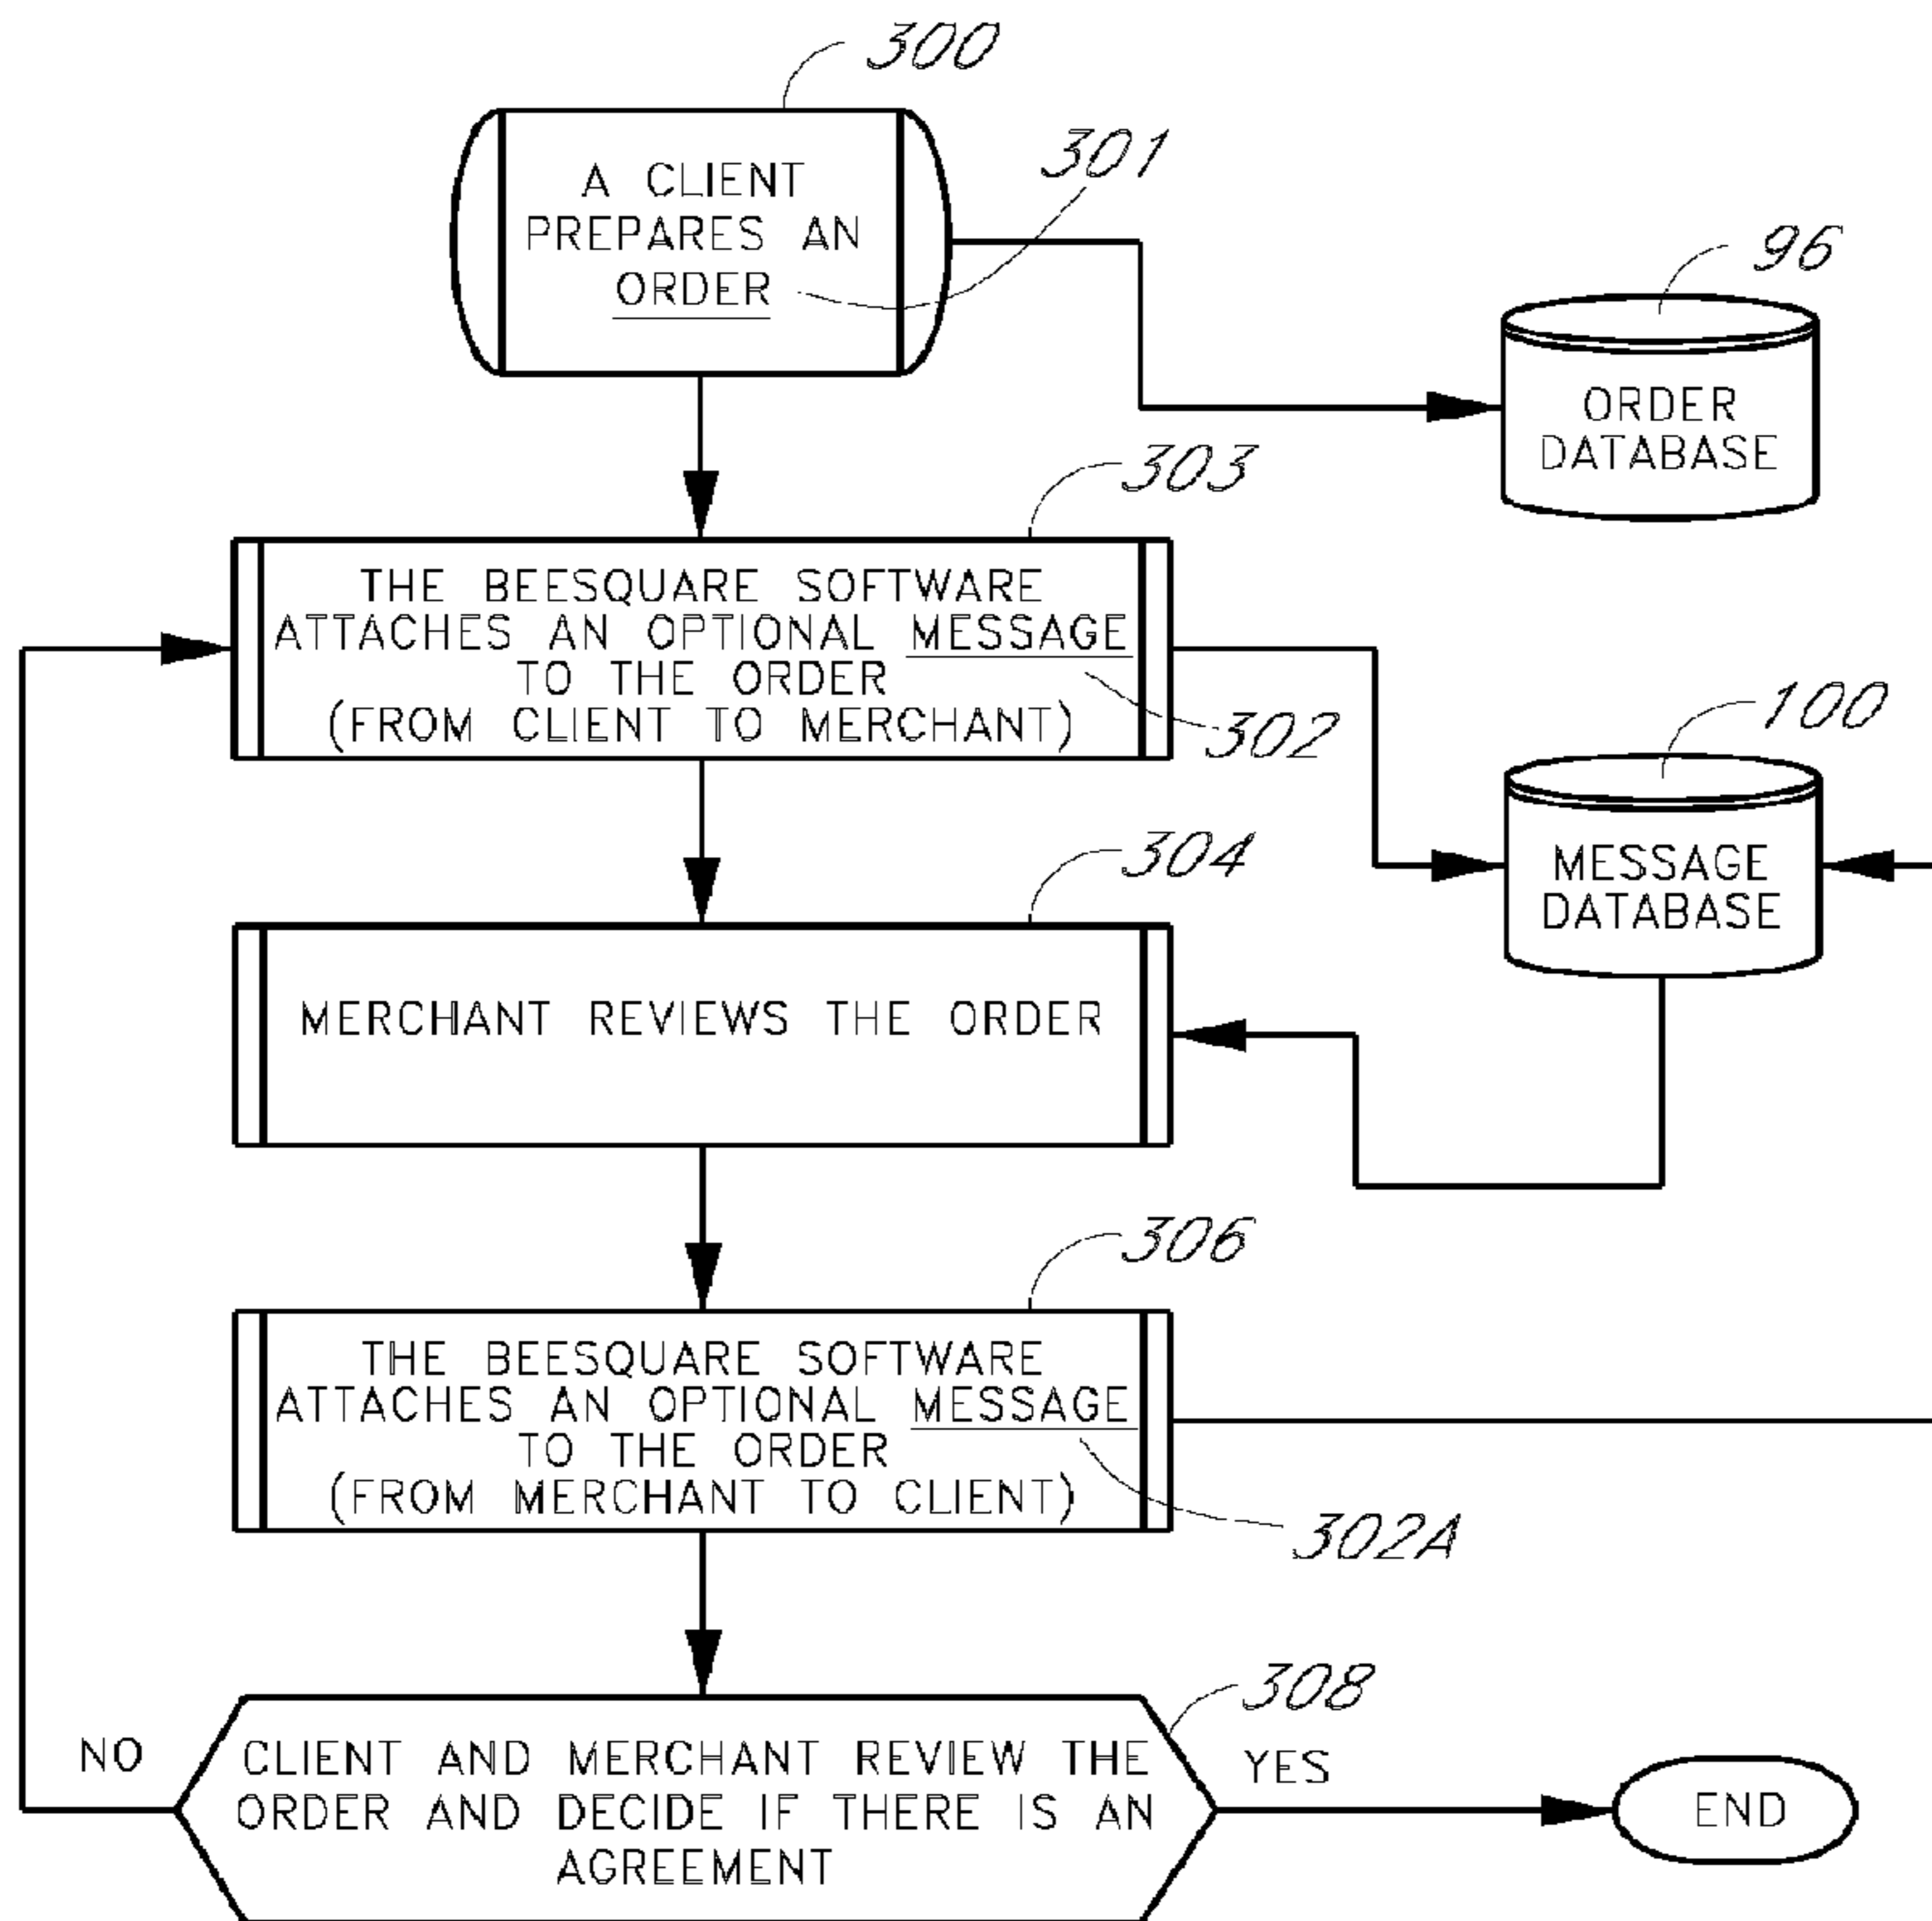 300
A CLIENT
PREPARES AN
ORDER
301
96
ORDER
DATABASE
303
THE BEESQUARE SOFTWARE
ATTACHES AN OPTIONAL MESSAGE
TO THE ORDER
(FROM CLIENT TO MERCHANT)
302
100
MESSAGE
DATABASE
304
MERCHANT REVIEWS THE ORDER
306
THE BEESQUARE SOFTWARE
ATTACHES AN OPTIONAL MESSAGE
TO THE ORDER
(FROM MERCHANT TO CLIENT)
302A
308
NO
CLIENT AND MERCHANT REVIEW THE
ORDER AND DECIDE IF THERE IS AN
AGREEMENT
YES
END